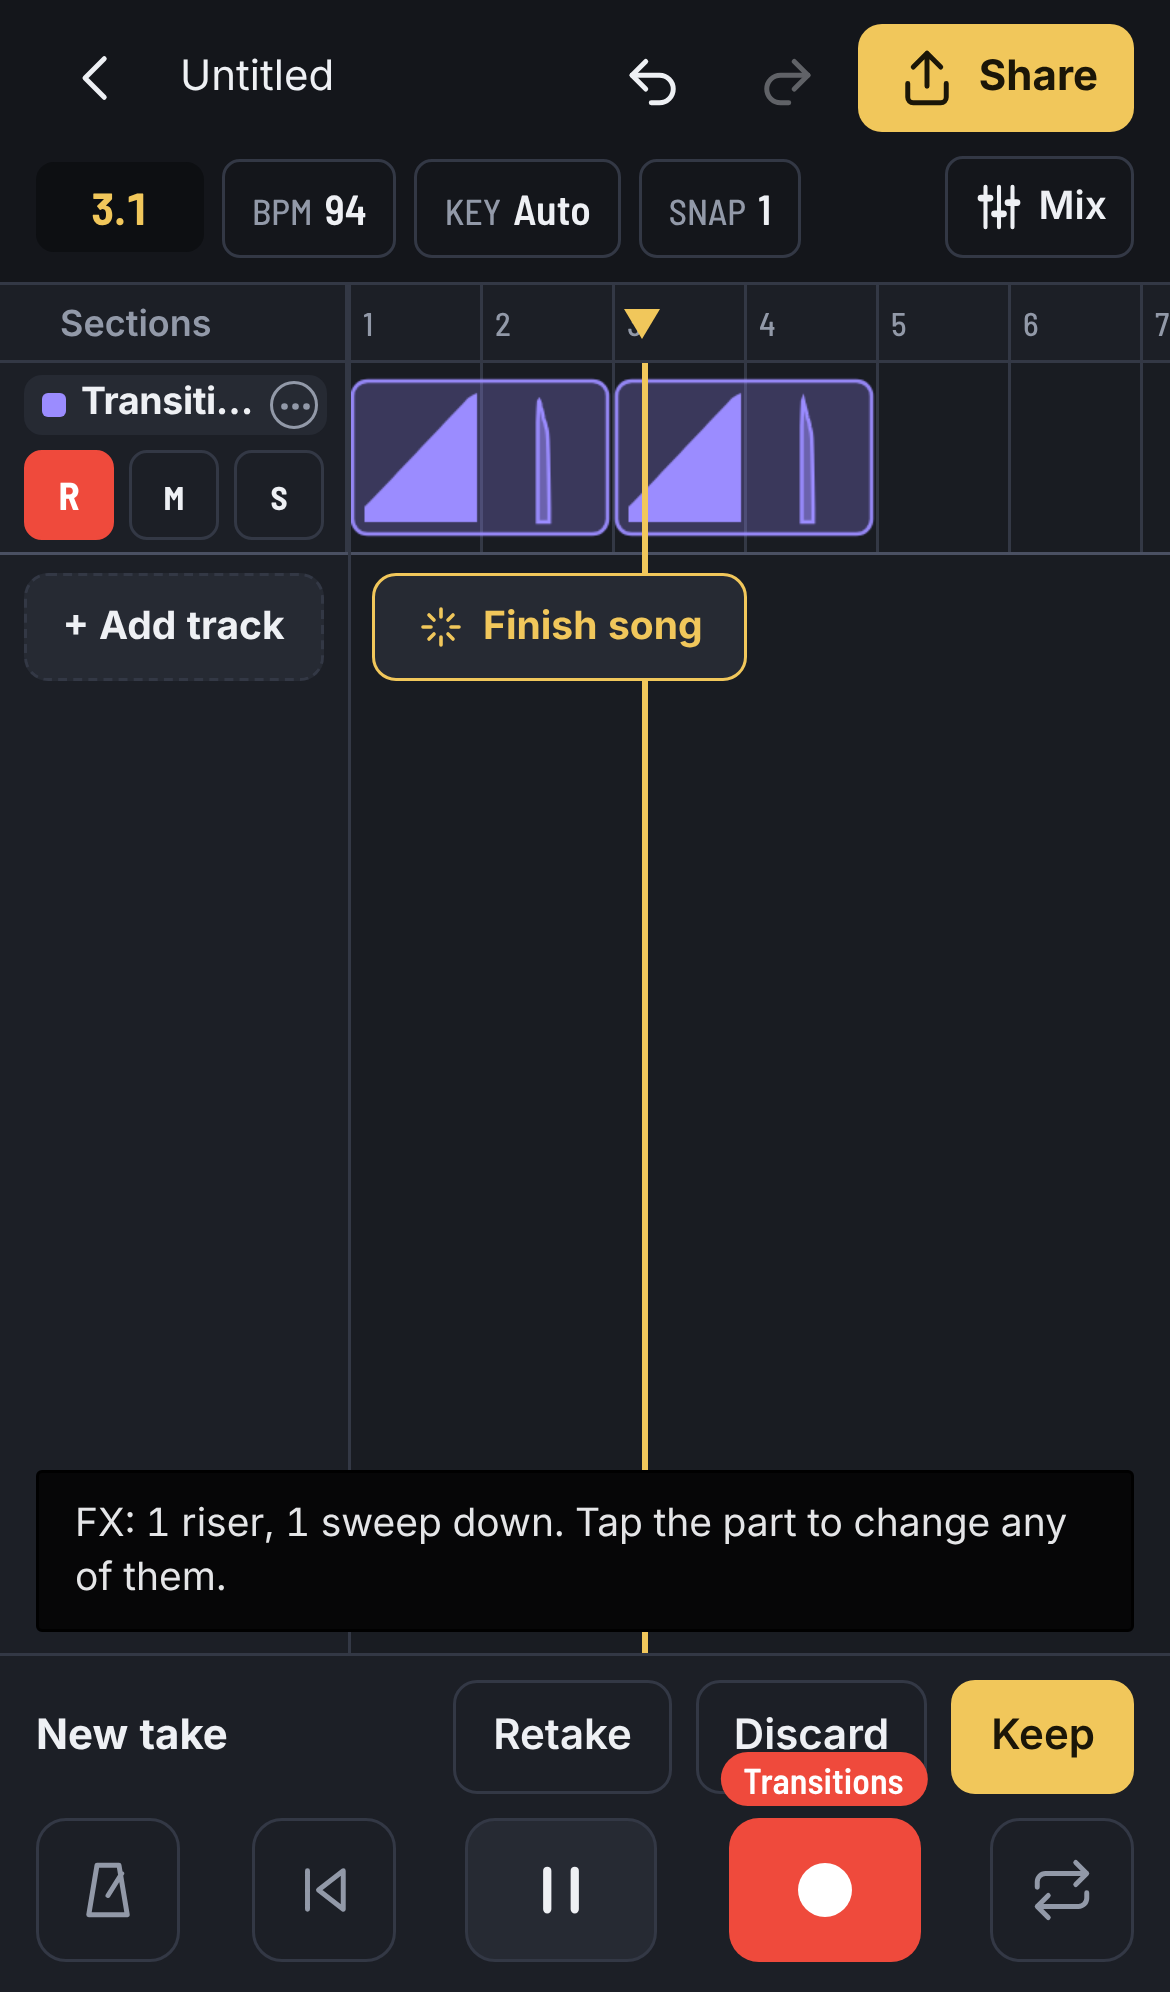 Untitled
Share
3.1
BPM 94
KEY Auto
SNAP 1
Mix
Sections
1 2 3 4 5 6 7
Transiti...
R M S
+ Add track
Finish song
FX: 1 riser, 1 sweep down. Tap the part to change any
of them.
New take
Retake
Discard
Keep
Transitions